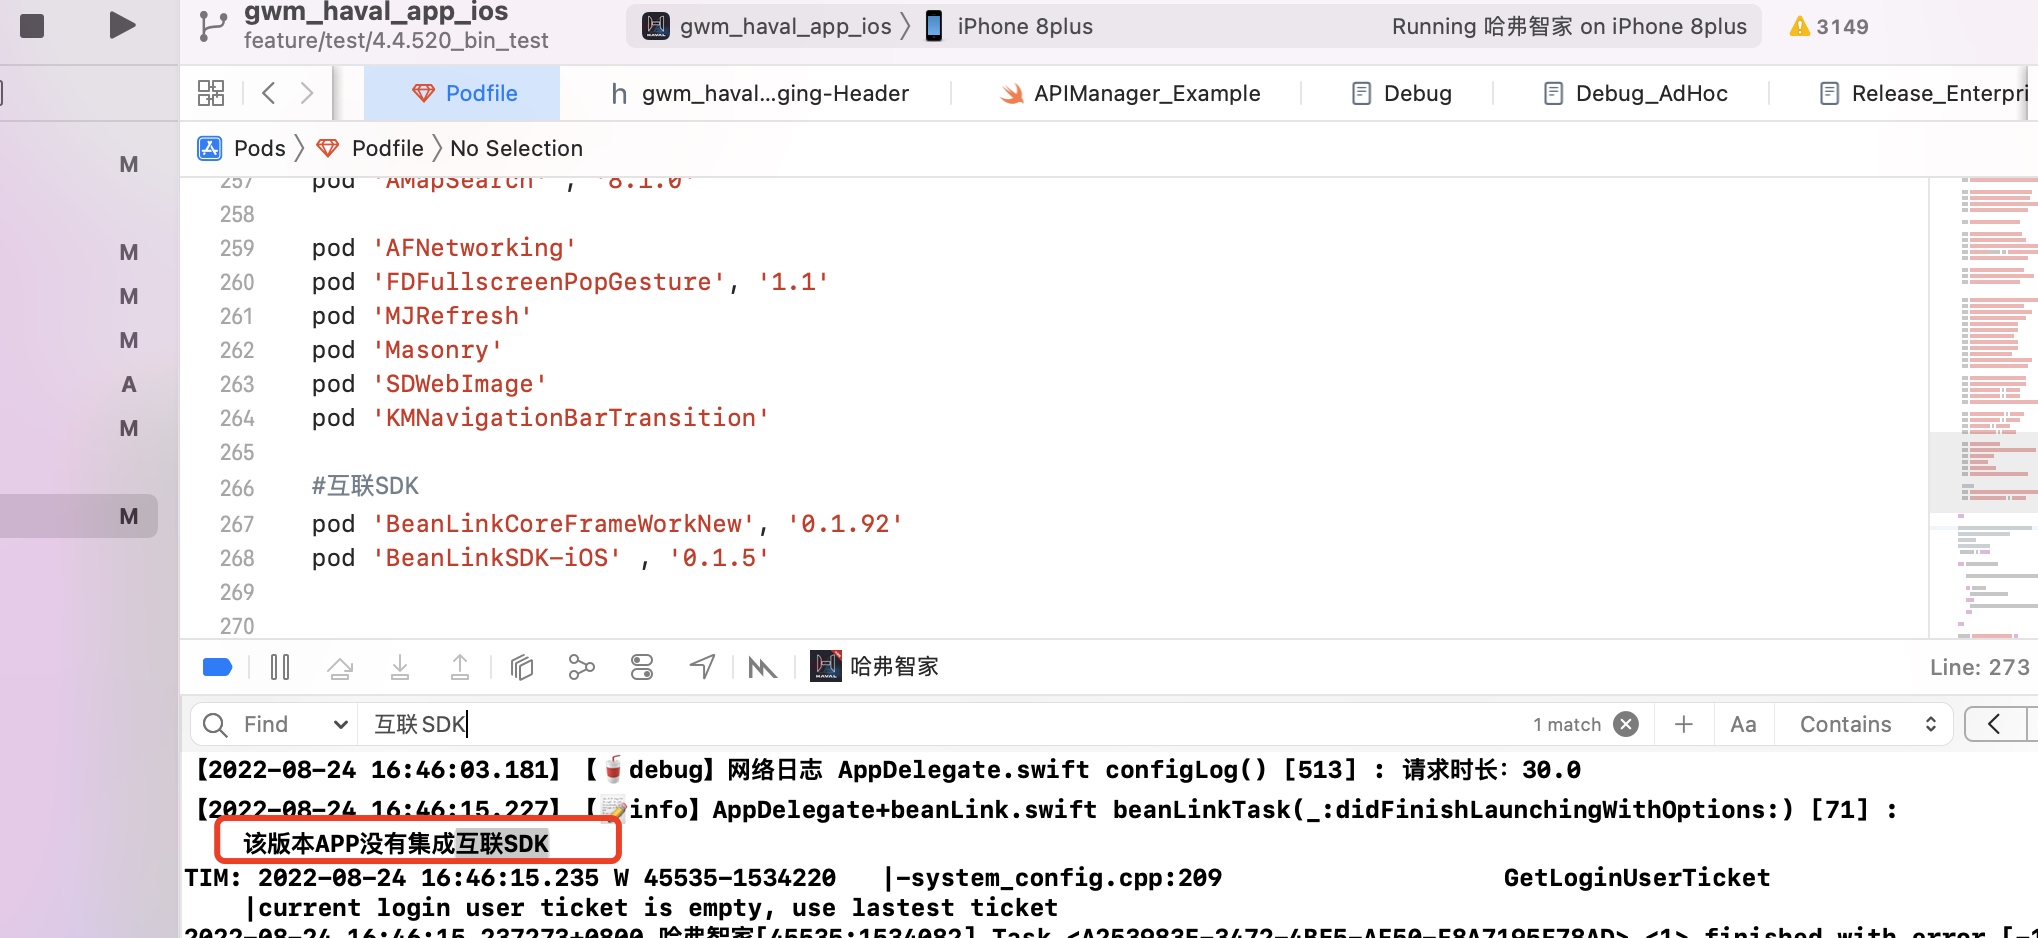 gwm_haval_app_ios
feature/test/4.4.520_bin_test
gwm_haval_app_ios 〉 iPhone 8plus
Running 哈弗智家 on iPhone 8plus
3149
Podfile
h gwm_haval...ging-Header
APIManager_Example
Debug
Debug_AdHoc
Release_Enterpri
Pods 〉 Podfile 〉 No Selection
M
M
M
M
A
M
M
257 pod 'AMapSearch' , '8.1.0'
258
259 pod 'AFNetworking'
260 pod 'FDFullscreenPopGesture', '1.1'
261 pod 'MJRefresh'
262 pod 'Masonry'
263 pod 'SDWebImage'
264 pod 'KMNavigationBarTransition'
265
266 #互联SDK
267 pod 'BeanLinkCoreFrameWorkNew', '0.1.92'
268 pod 'BeanLinkSDK-iOS' , '0.1.5'
269
270
哈弗智家
Line: 273
Find 互联SDK 1 match Aa Contains
【2022-08-24 16:46:03.181】【🥤debug】网络日志 AppDelegate.swift configLog() [513] : 请求时长: 30.0
【2022-08-24 16:46:15.227】【📝info】AppDelegate+beanLink.swift beanLinkTask(_:didFinishLaunchingWithOptions:) [71] :
该版本APP没有集成互联SDK
TIM: 2022-08-24 16:46:15.235 W 45535-1534220 |-system_config.cpp:209 GetLoginUserTicket
|current login user ticket is empty, use lastest ticket
2022-08-24 16:46:15.237273+0800 哈弗智家[45535:1534082] Task <A253983E-3472-4BF5-AF50-F8A7195F78AD>.<1> finished with error [-1